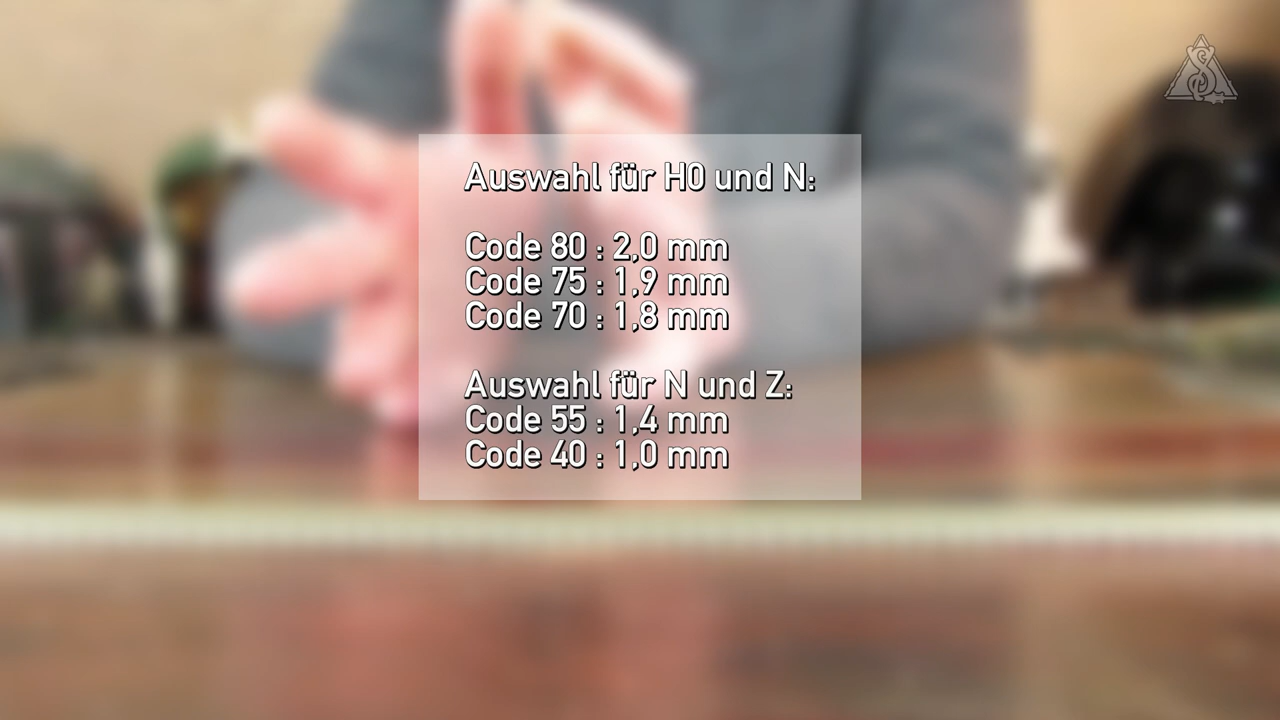 Auswahl für H0 und N:
Code 80 : 2,0 mm
Code 75 : 1,9 mm
Code 70 : 1,8 mm
Auswahl für N und Z:
Code 55 : 1,4 mm
Code 40 : 1,0 mm